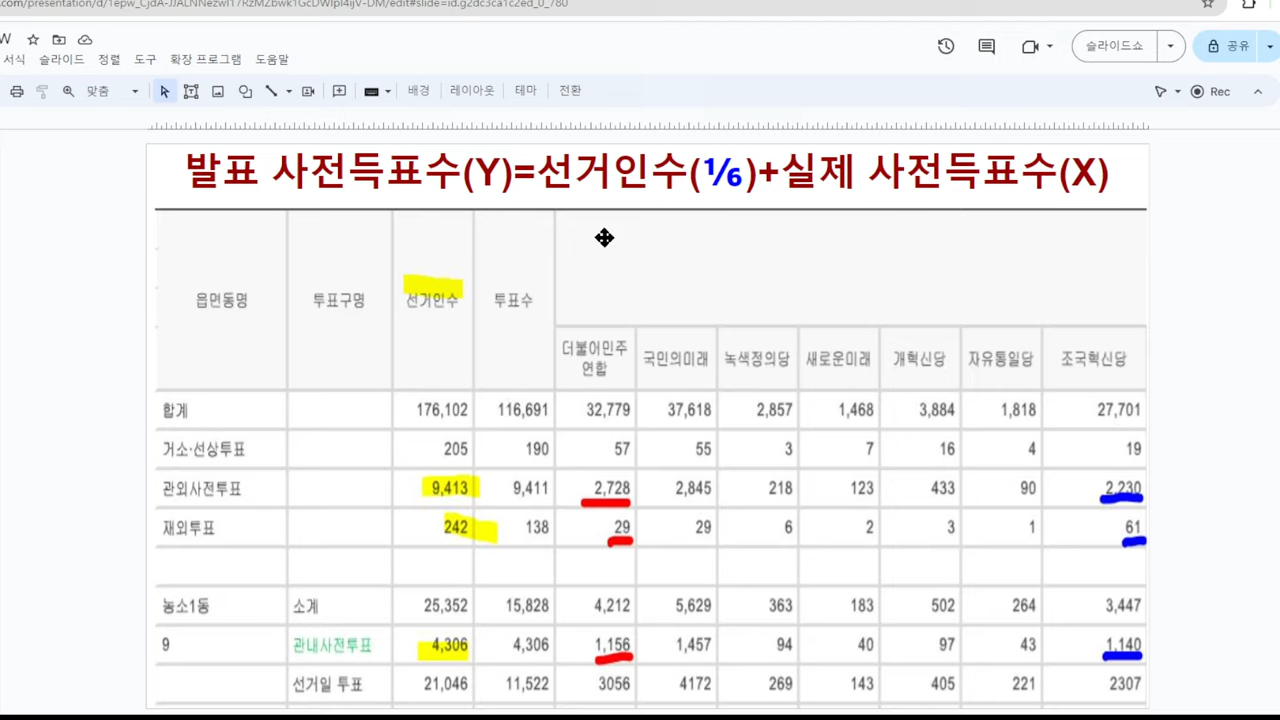 .com/presentation/d/1epw_CjdA-JJALNNezwI17RzMZbwk1GcDWlpI4ijV-DM/edit#slide=id.g2dc3ca1c2ed_0_780
W
서식 슬라이드 정렬 도구 확장 프로그램 도움말
슬라이드쇼 공유
맞춤 배경 레이아웃 테마 전환 Rec
발표 사전득표수(Y)=선거인수(⅙)+실제 사전득표수(X)
읍면동명 투표구명 선거인수 투표수
더불어민주연합 국민의미래 녹색정의당 새로운미래 개혁신당 자유통일당 조국혁신당
합계 176,102 116,691 32,779 37,618 2,857 1,468 3,884 1,818 27,701
거소·선상투표 205 190 57 55 3 7 16 4 19
관외사전투표 9,413 9,411 2,728 2,845 218 123 433 90 2,230
재외투표 242 138 29 29 6 2 3 1 61
농소1동 소계 25,352 15,828 4,212 5,629 363 183 502 264 3,447
9 관내사전투표 4,306 4,306 1,156 1,457 94 40 97 43 1,140
선거일 투표 21,046 11,522 3056 4172 269 143 405 221 2307